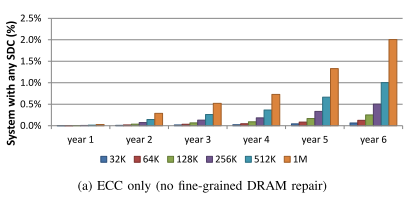 System with any SDC (%)
2.5%
2.0%
1.5%
1.0%
0.5%
0.0%
year 1 year 2 year 3 year 4 year 5 year 6
32K 64K 128K 256K 512K 1M
(a) ECC only (no fine-grained DRAM repair)